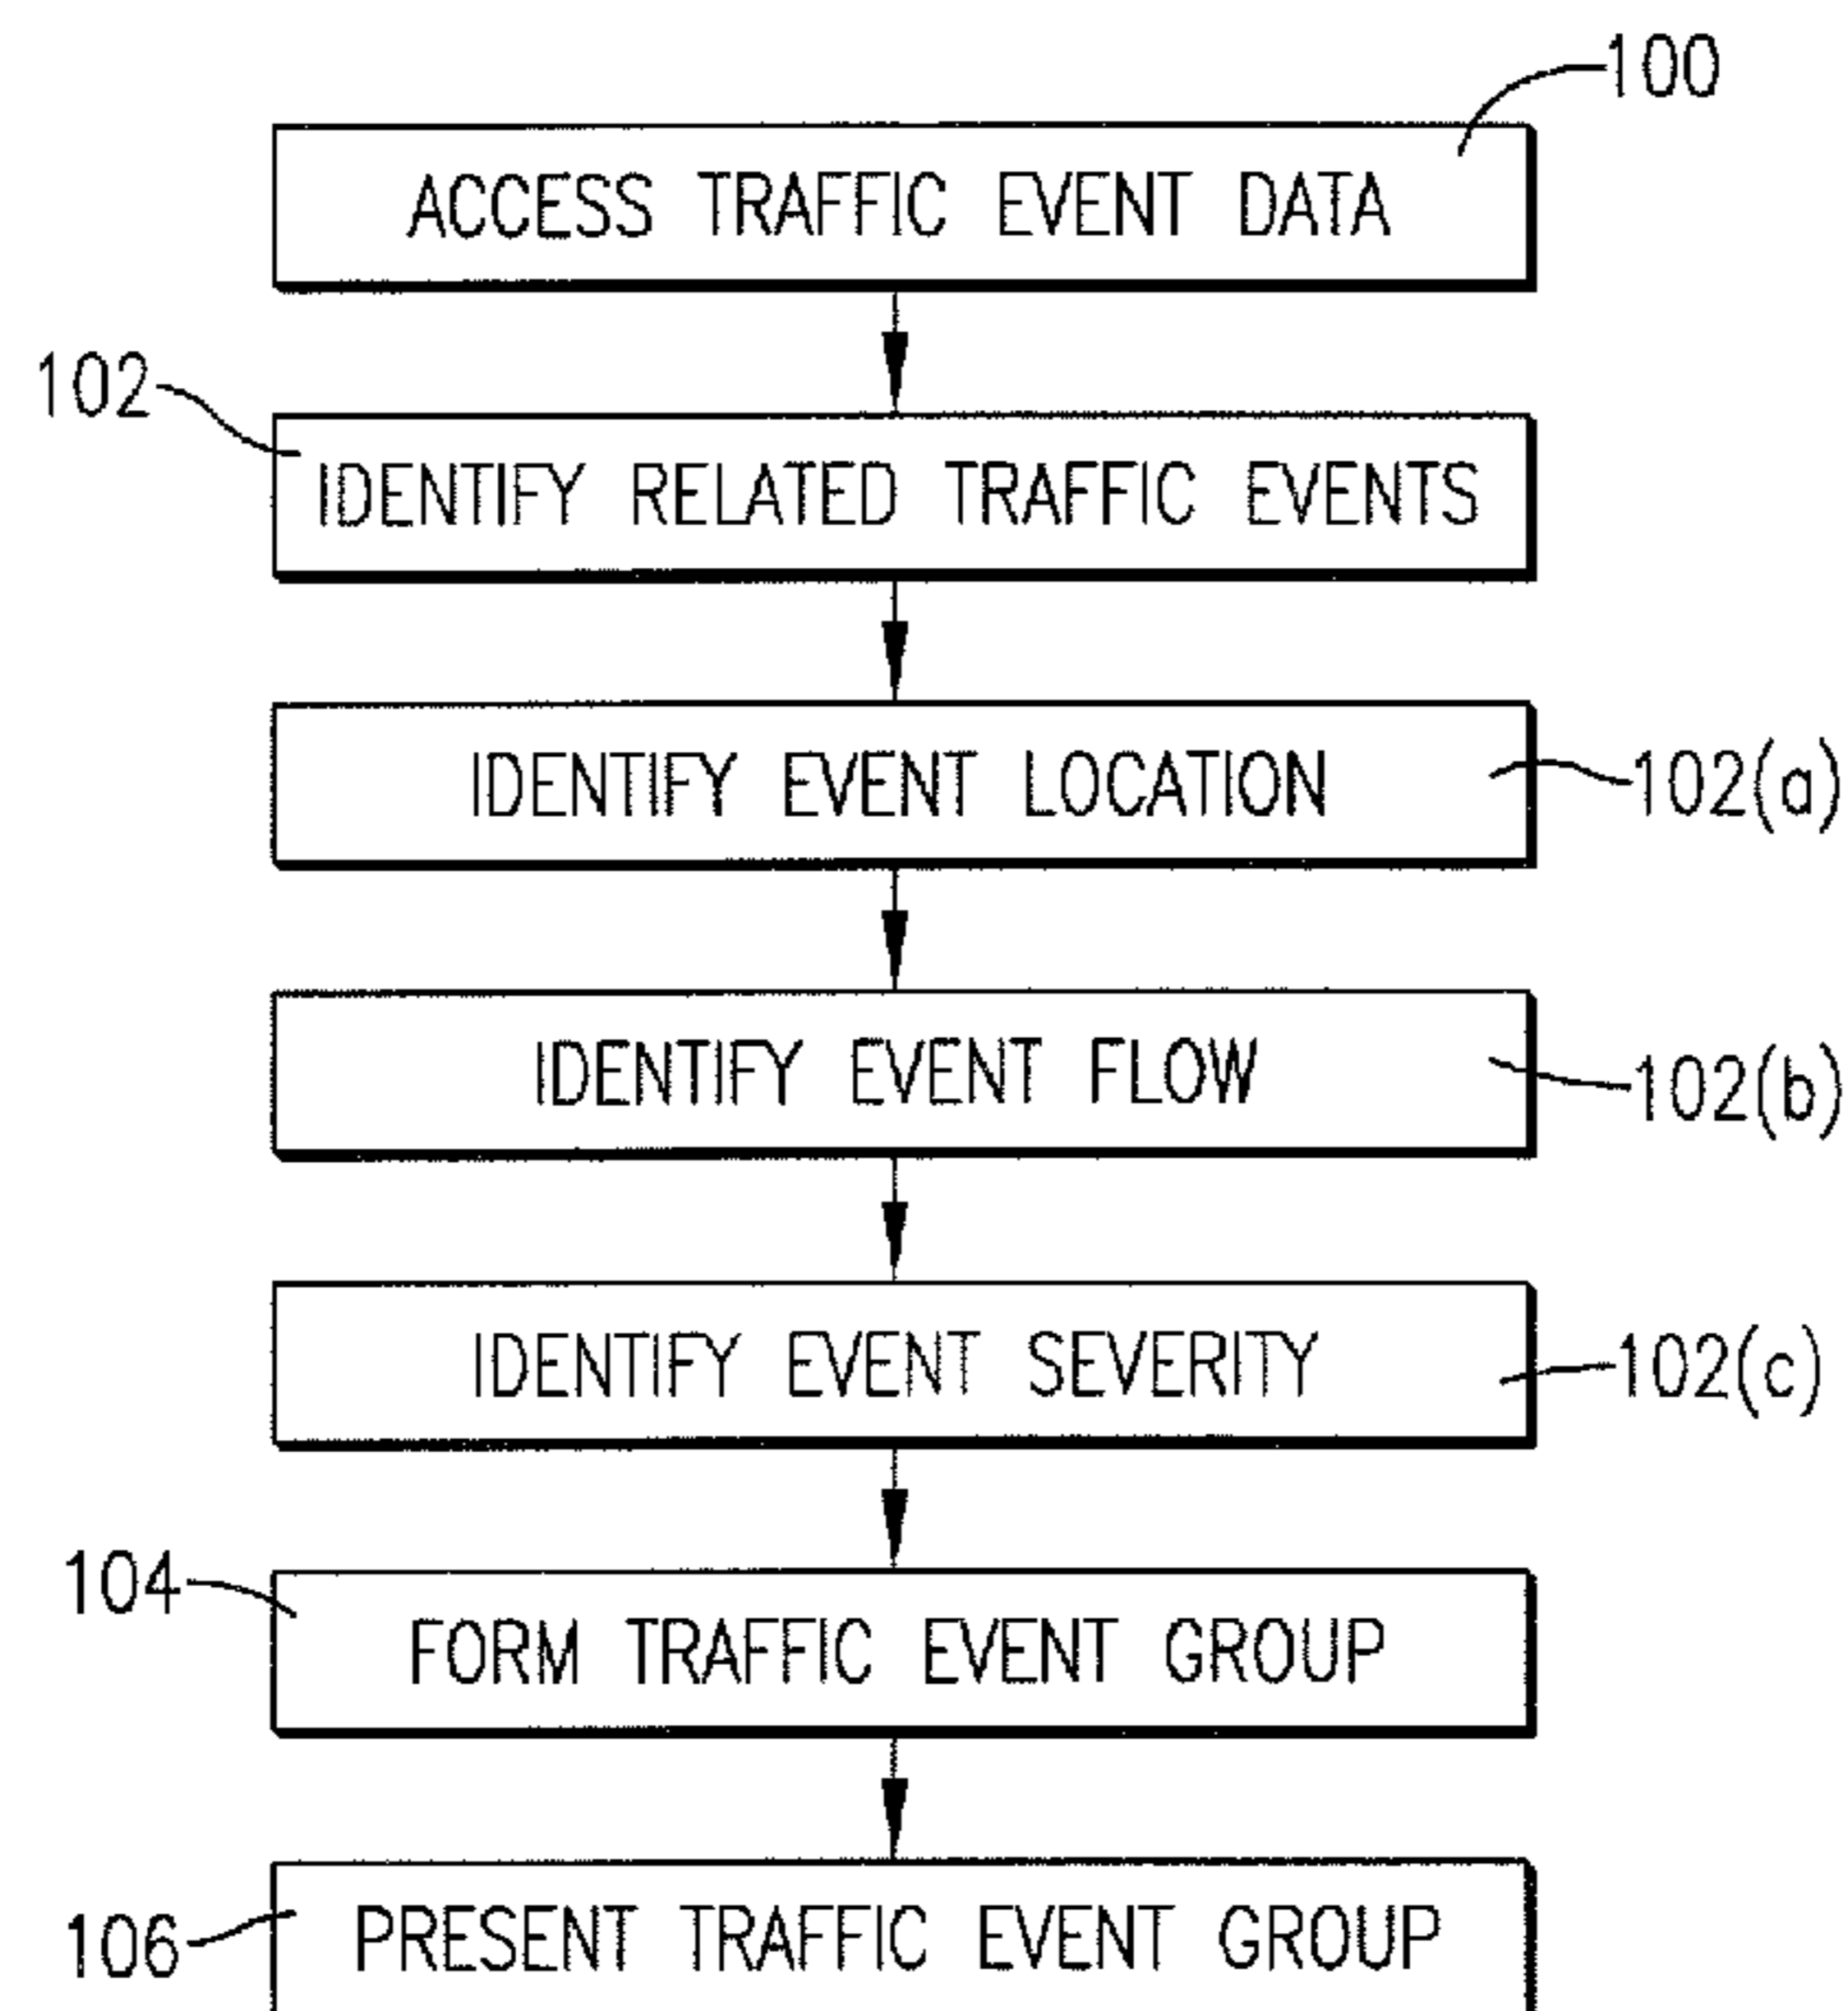 100
ACCESS TRAFFIC EVENT DATA
102
IDENTIFY RELATED TRAFFIC EVENTS
IDENTIFY EVENT LOCATION
102(a)
IDENTIFY EVENT FLOW
102(b)
IDENTIFY EVENT SEVERITY
102(c)
104
FORM TRAFFIC EVENT GROUP
106
PRESENT TRAFFIC EVENT GROUP